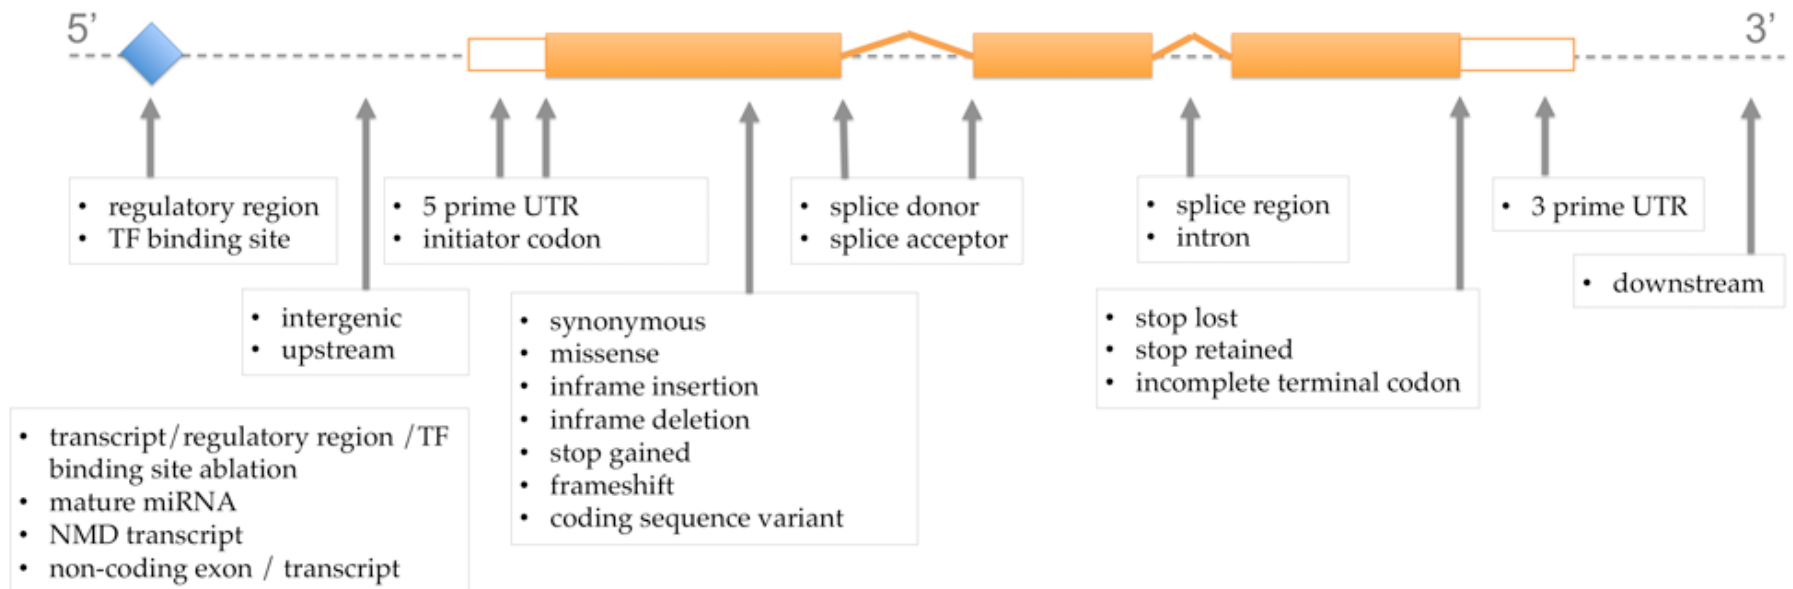 5’
3’
• regulatory region
• TF binding site
• 5 prime UTR
• initiator codon
• splice donor
• splice acceptor
• splice region
• intron
• 3 prime UTR
• downstream
• intergenic
• upstream
• synonymous
• missense
• inframe insertion
• inframe deletion
• stop gained
• frameshift
• coding sequence variant
• stop lost
• stop retained
• incomplete terminal codon
• transcript/regulatory region /TF
binding site ablation
• mature miRNA
• NMD transcript
• non-coding exon / transcript